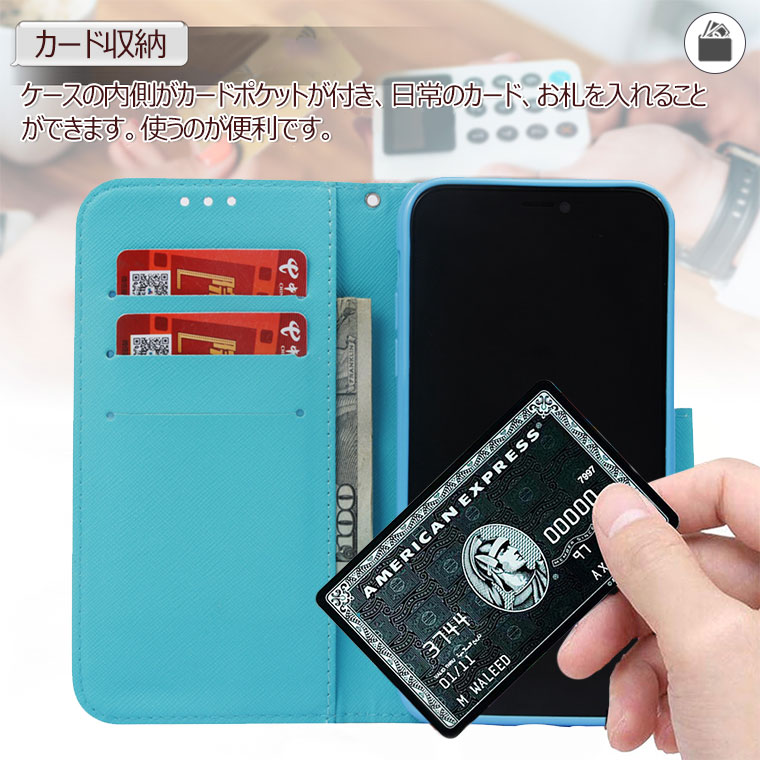 カード収納
ケースの内側がカードポケットが付き、日常のカード、お札を入れること
ができます。使うのが便利です。
FRANKLIN
100
AMERICAN EXPRESS
7997
00000
97
AX
3744
01/11
M WALEED